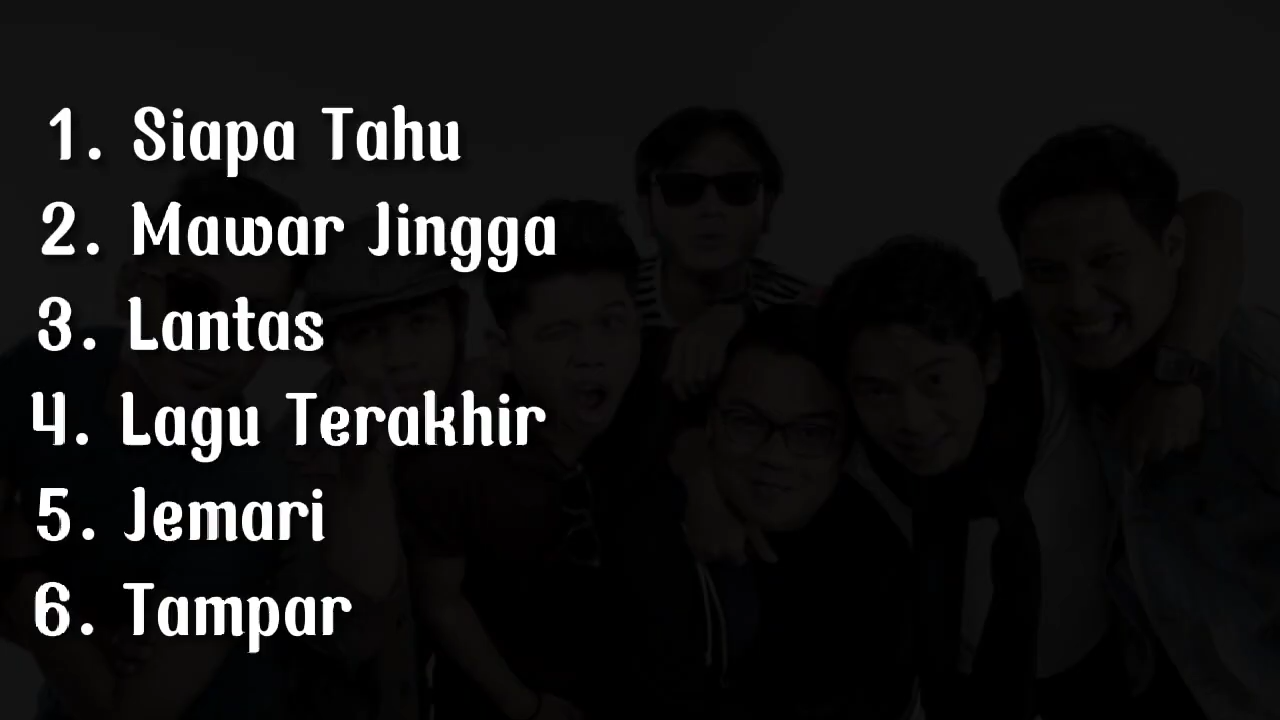 1. Siapa Tahu
2. Mawar Jingga
3. Lantas
4. Lagu Terakhir
5. Jemari
6. Tampar